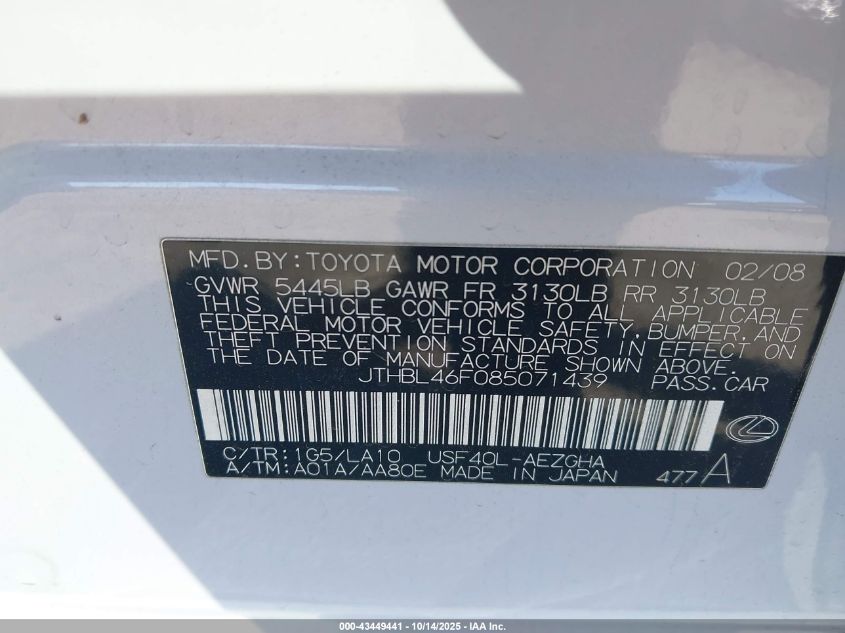 MFD. BY: TOYOTA MOTOR CORPORATION 02/08
GVWR 5445LB GAWR FR 3130LB RR 3130LB
THIS VEHICLE CONFORMS TO ALL APPLICABLE
FEDERAL MOTOR VEHICLE SAFETY, BUMPER, AND
THEFT PREVENTION STANDARDS IN EFFECT ON
THE DATE OF MANUFACTURE SHOWN ABOVE.
JTHBL46F085071439 PASS. CAR
C/TR: 1G5/LA10 USF40L-AEZGHA
A/TM: A01A/AA80E MADE IN JAPAN 477 A
000-43449441 - 10/14/2025 - IAA Inc.